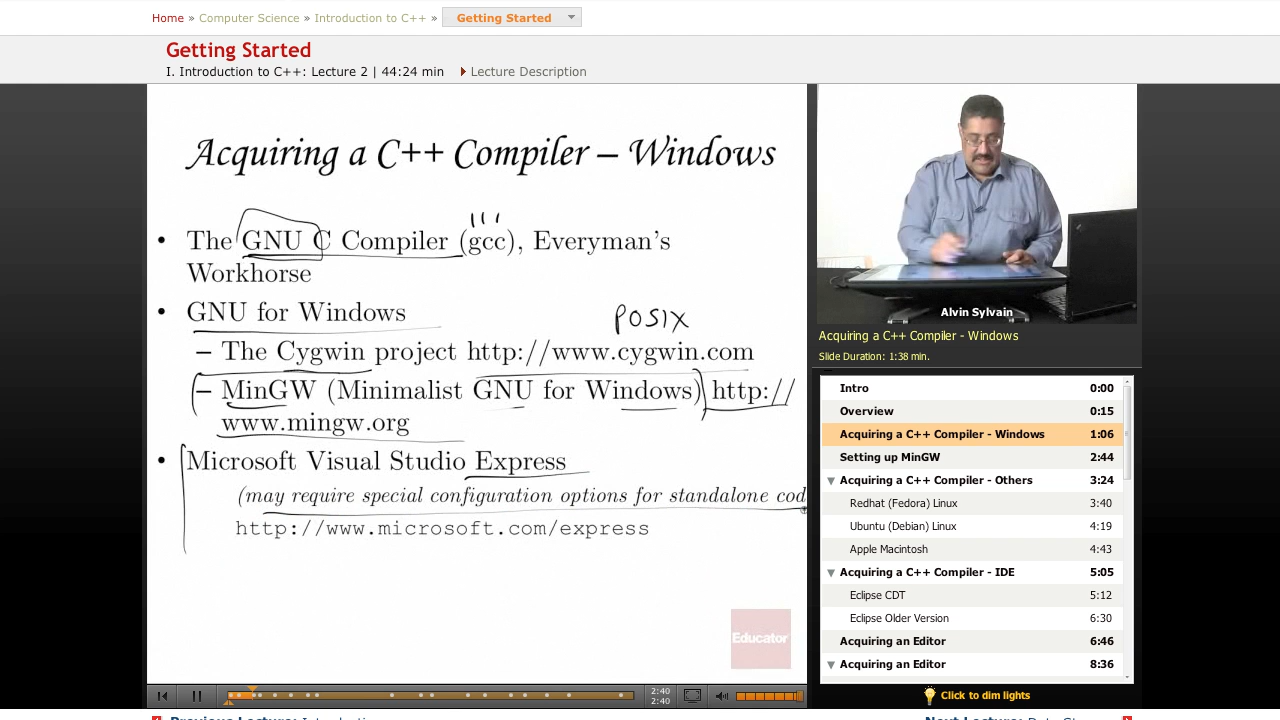 Home » Computer Science » Introduction to C++ » Getting Started
Getting Started
I. Introduction to C++: Lecture 2 | 44:24 min Lecture Description
Acquiring a C++ Compiler – Windows
• The GNU C Compiler (gcc), Everyman's
Workhorse
• GNU for Windows
POSIX
– The Cygwin project http://www.cygwin.com
– MinGW (Minimalist GNU for Windows) http://
www.mingw.org
• Microsoft Visual Studio Express
(may require special configuration options for standalone cod
http://www.microsoft.com/express
Educator
2:40
2:40
Alvin Sylvain
Acquiring a C++ Compiler - Windows
Slide Duration: 1:38 min.
Intro 0:00
Overview 0:15
Acquiring a C++ Compiler - Windows 1:06
Setting up MinGW 2:44
Acquiring a C++ Compiler - Others 3:24
Redhat (Fedora) Linux 3:40
Ubuntu (Debian) Linux 4:19
Apple Macintosh 4:43
Acquiring a C++ Compiler - IDE 5:05
Eclipse CDT 5:12
Eclipse Older Version 6:30
Acquiring an Editor 6:46
Acquiring an Editor 8:36
Click to dim lights